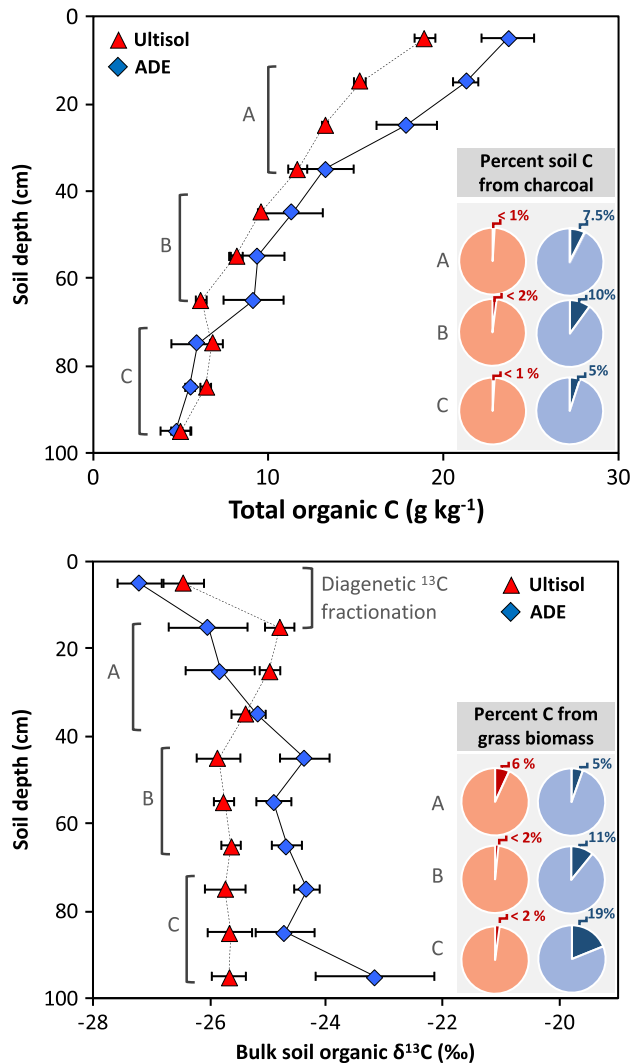 0
20
40
60
80
100
Soil depth (cm)
Ultisol
ADE
A
B
C
Percent soil C
from charcoal
A
< 1%
7.5%
B
< 2%
10%
C
< 1 %
5%
0
10
20
30
Total organic C (g kg-1)
0
20
40
60
80
100
Soil depth (cm)
Diagenetic 13C
fractionation
Ultisol
ADE
A
B
C
Percent C from
grass biomass
A
6 %
5%
B
< 2%
11%
C
< 2 %
19%
-28
-26
-24
-22
-20
Bulk soil organic δ13C (‰)